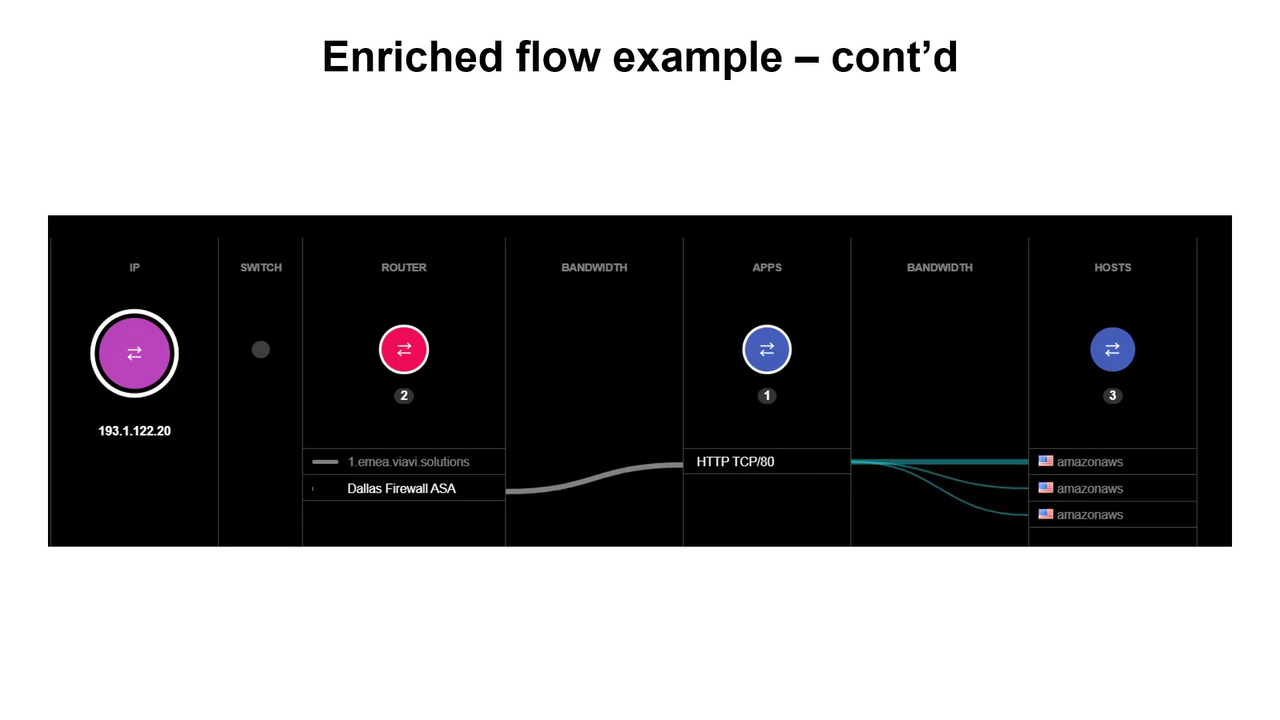 Enriched flow example – cont’d
IP
SWITCH
ROUTER
BANDWIDTH
APPS
BANDWIDTH
HOSTS
2
1
3
193.1.122.20
1.emea.viavi.solutions
HTTP TCP/80
amazonaws
Dallas Firewall ASA
amazonaws
amazonaws